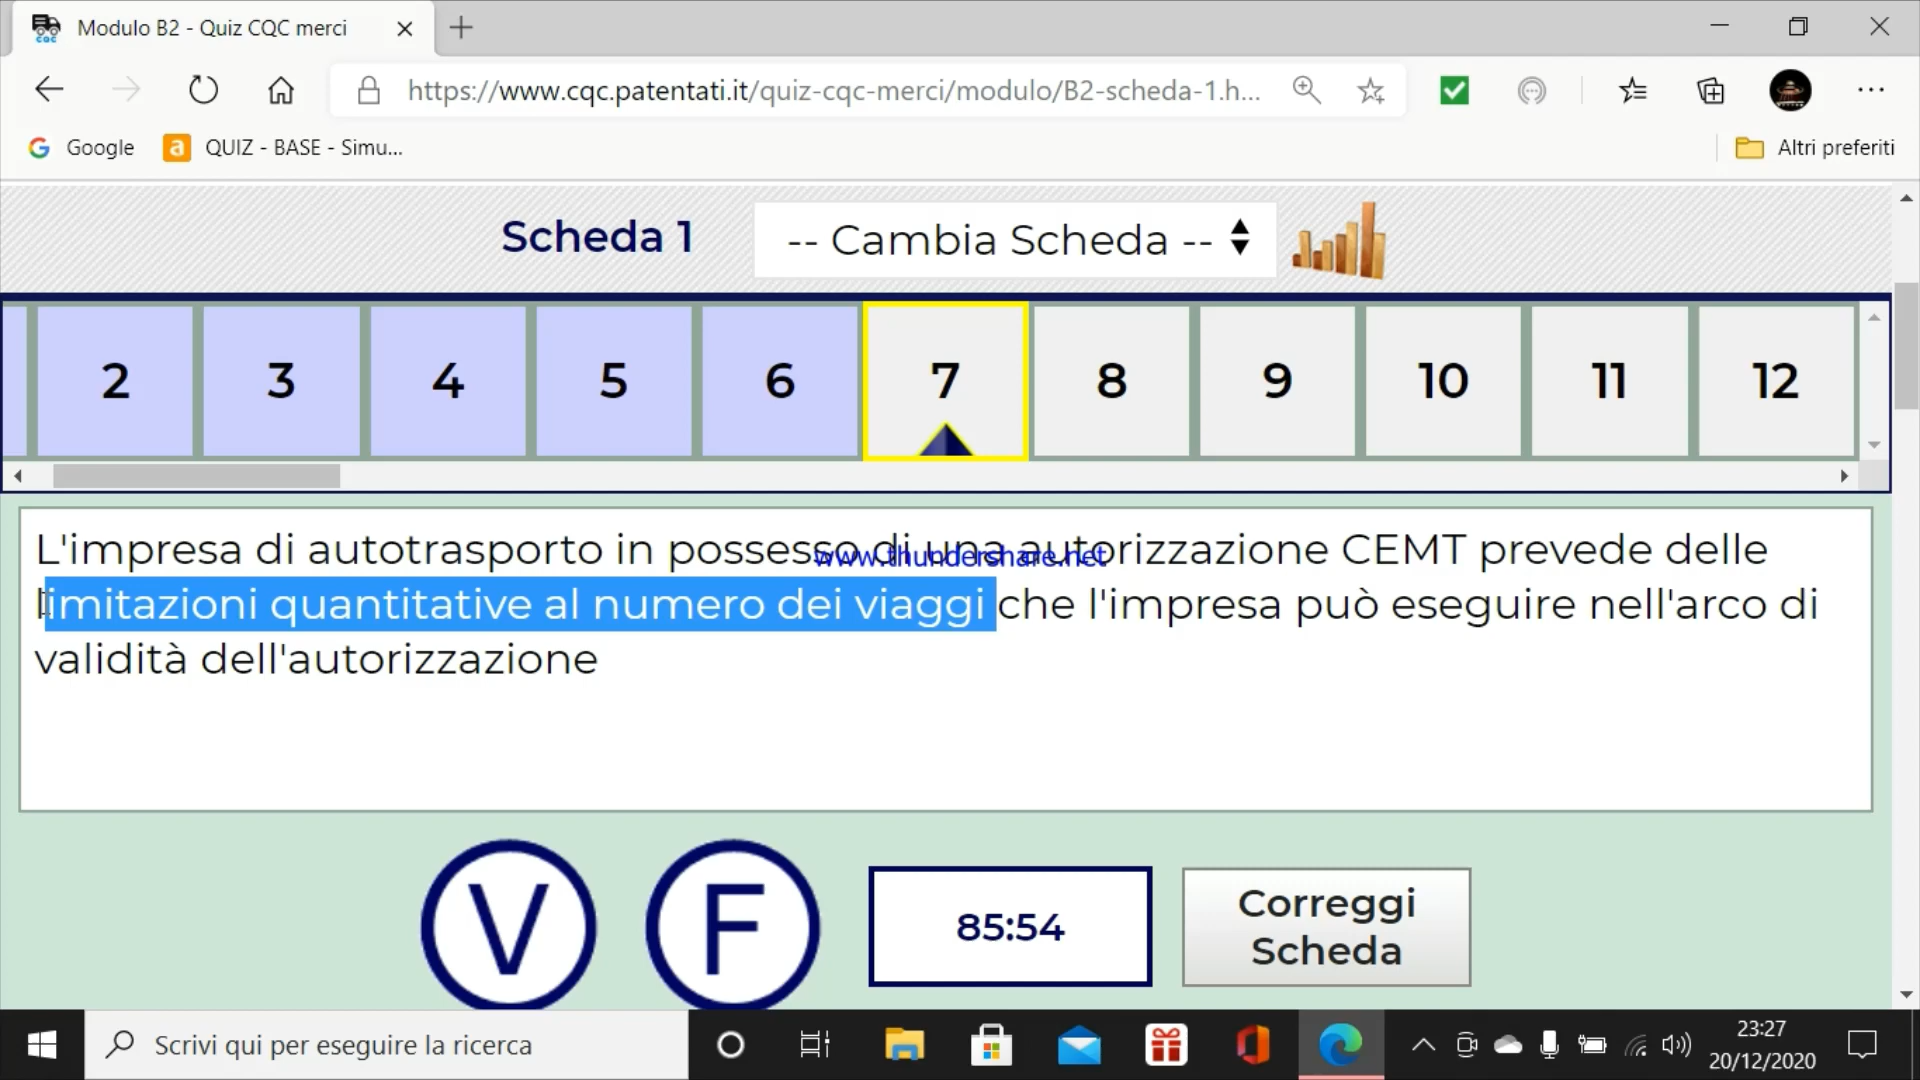 Modulo B2 - Quiz CQC merci
https://www.cqc.patentati.it/quiz-cqc-merci/modulo/B2-scheda-1.h...
Google
QUIZ - BASE - Simu...
Altri preferiti
Scheda 1
-- Cambia Scheda --
2 3 4 5 6 7 8 9 10 11 12
L'impresa di autotrasporto in possesso di una autorizzazione CEMT prevede delle
www.thundershare.net
limitazioni quantitative al numero dei viaggi che l'impresa può eseguire nell'arco di
validità dell'autorizzazione
V F
85:54
Correggi
Scheda
Scrivi qui per eseguire la ricerca
23:27
20/12/2020